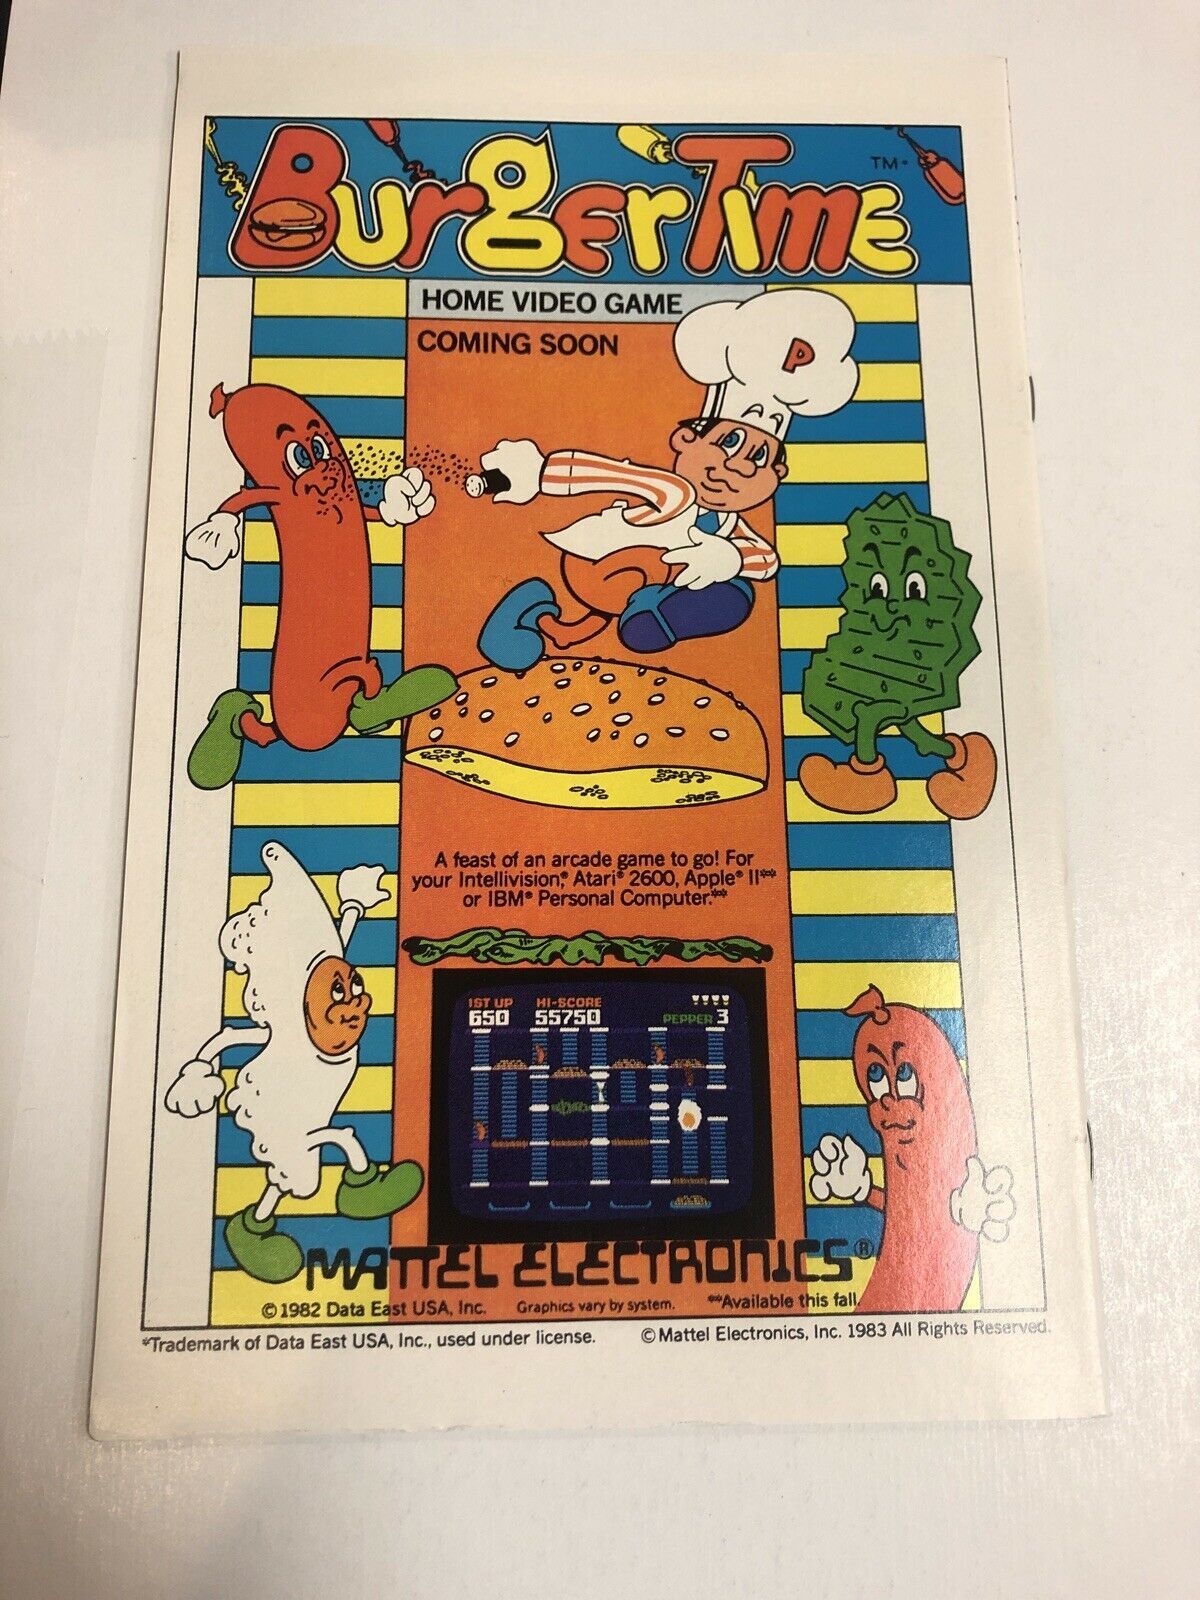 BurgerTime TM*
HOME VIDEO GAME
COMING SOON
P
A feast of an arcade game to go! For
your Intellivision,® Atari® 2600, Apple® II**
or IBM® Personal Computer.**
1ST UP HI-SCORE
650 55750 PEPPER 3
MATTEL ELECTRONICS®
© 1982 Data East USA, Inc. Graphics vary by system. **Available this fall.
*Trademark of Data East USA, Inc., used under license. © Mattel Electronics, Inc. 1983 All Rights Reserved.